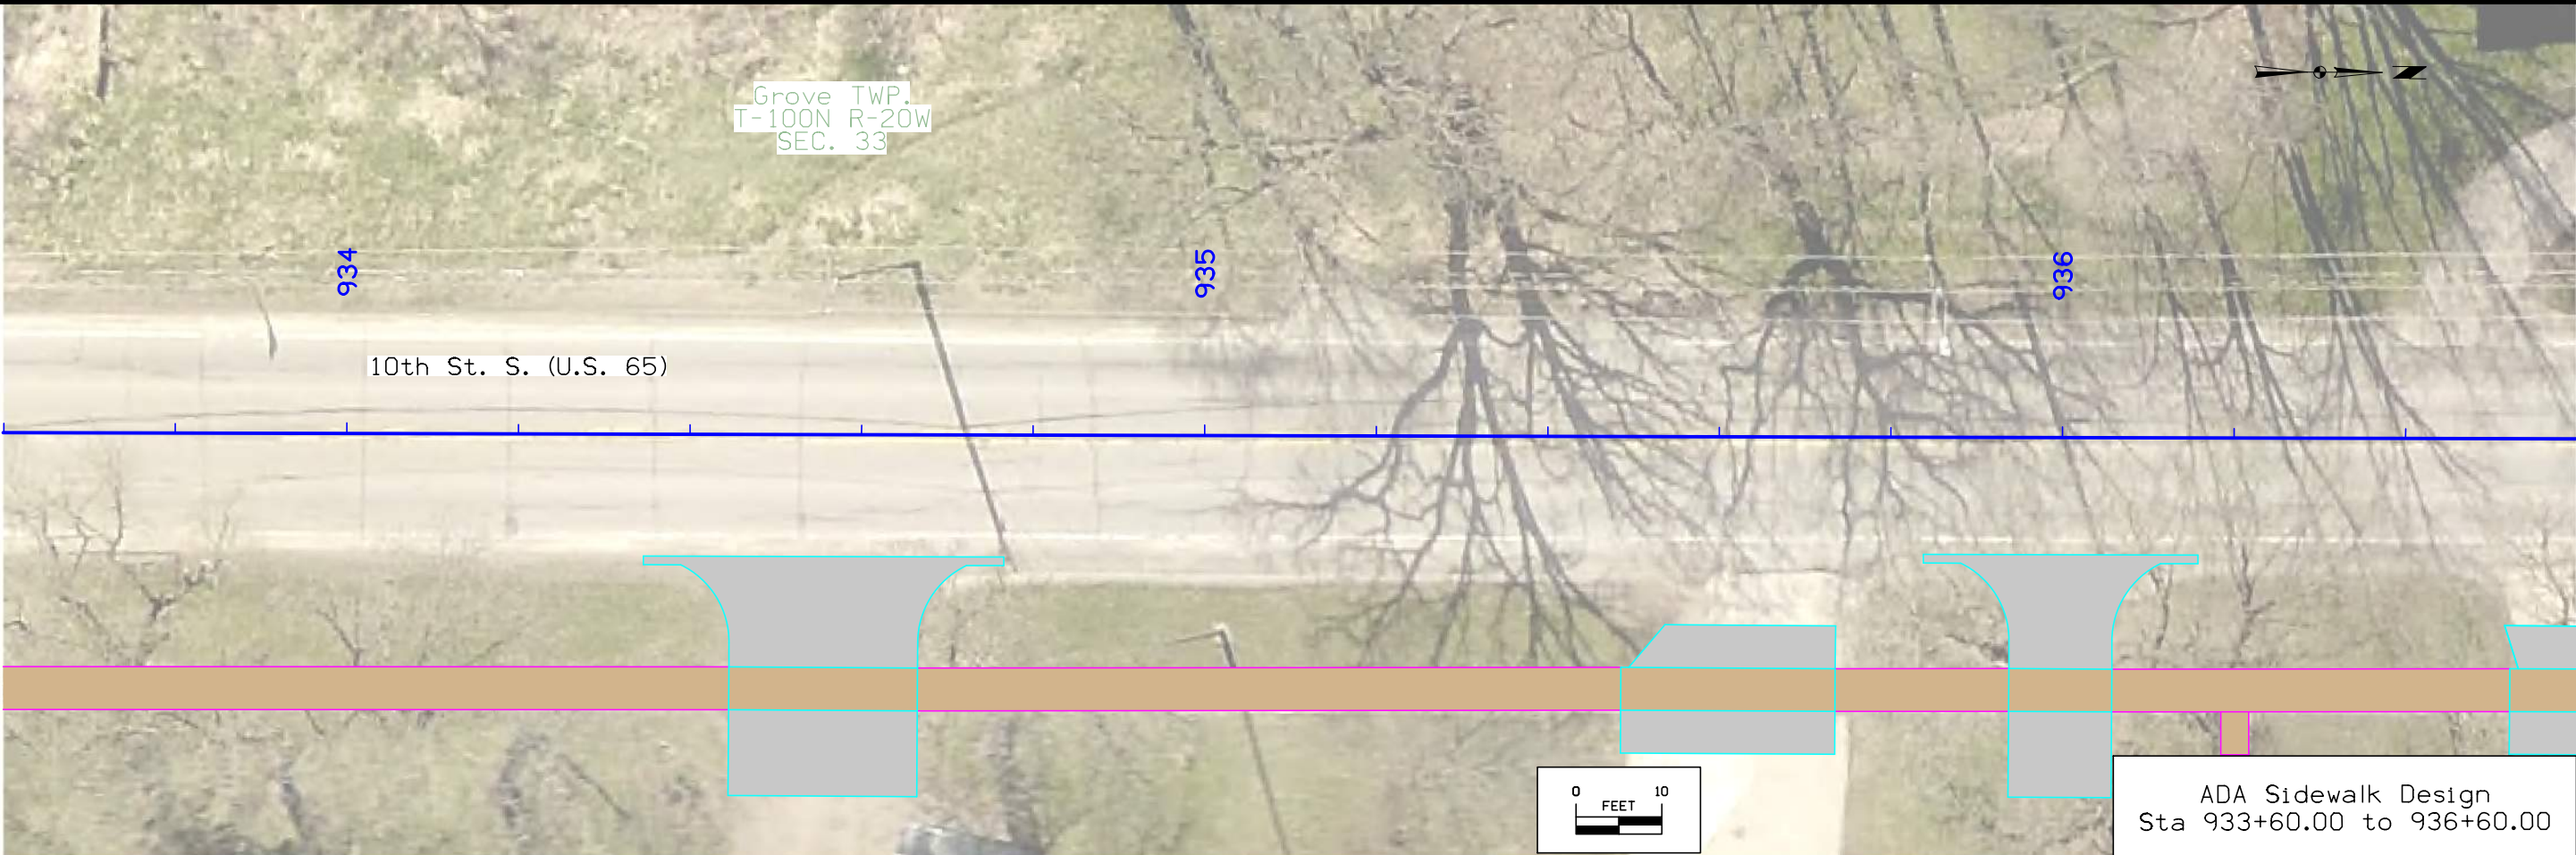 Grove TWP.
T-100N R-20W
SEC. 33
934
935
936
10th St. S. (U.S. 65)
0 10
FEET
ADA Sidewalk Design
Sta 933+60.00 to 936+60.00
N